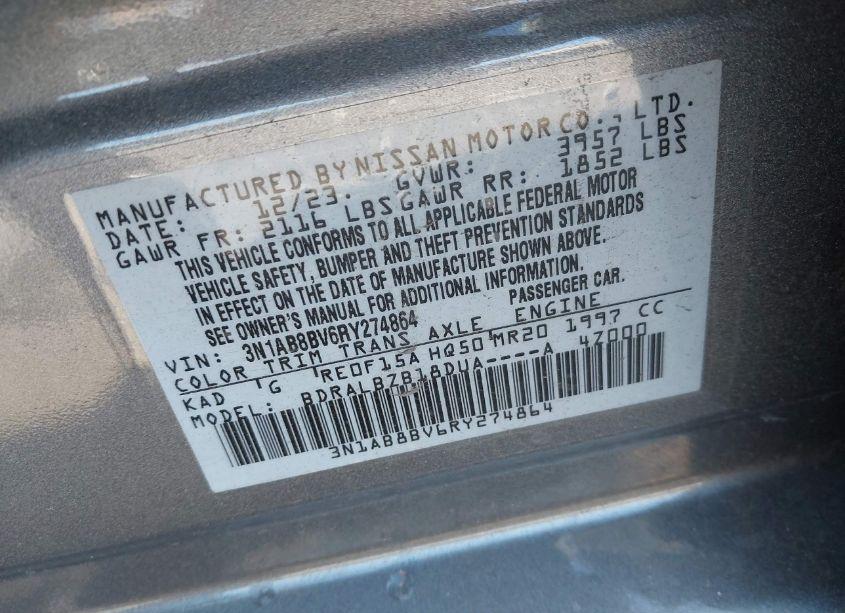 MANUFACTURED BY NISSAN MOTOR CO., LTD.
DATE: 12/23. GVWR: 3957 LBS
GAWR FR: 2116 LBS GAWR RR: 1852 LBS
THIS VEHICLE CONFORMS TO ALL APPLICABLE FEDERAL MOTOR
VEHICLE SAFETY, BUMPER AND THEFT PREVENTION STANDARDS
IN EFFECT ON THE DATE OF MANUFACTURE SHOWN ABOVE.
SEE OWNER'S MANUAL FOR ADDITIONAL INFORMATION.
VIN: 3N1AB8BV6RY274864 PASSENGER CAR.
COLOR TRIM TRANS AXLE ENGINE
KAD G RE0F15A HQ50 MR20 1997 CC
MODEL: BDRALBZB18DUA----A 47000
3N1AB8BV6RY274864